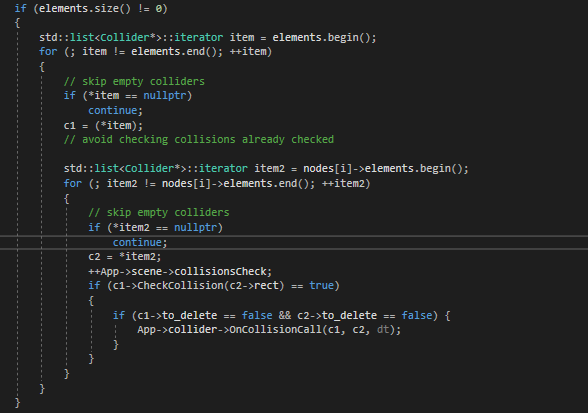 if (elements.size() != 0)
{
std::list<Collider*>::iterator item = elements.begin();
for (; item != elements.end(); ++item)
{
// skip empty colliders
if (*item == nullptr)
continue;
c1 = (*item);
// avoid checking collisions already checked
std::list<Collider*>::iterator item2 = nodes[i]->elements.begin();
for (; item2 != nodes[i]->elements.end(); ++item2)
{
// skip empty colliders
if (*item2 == nullptr)
continue;
c2 = *item2;
++App->scene->collisionsCheck;
if (c1->CheckCollision(c2->rect) == true)
{
if (c1->to_delete == false && c2->to_delete == false) {
App->collider->OnCollisionCall(c1, c2, dt);
}
}
}
}
}